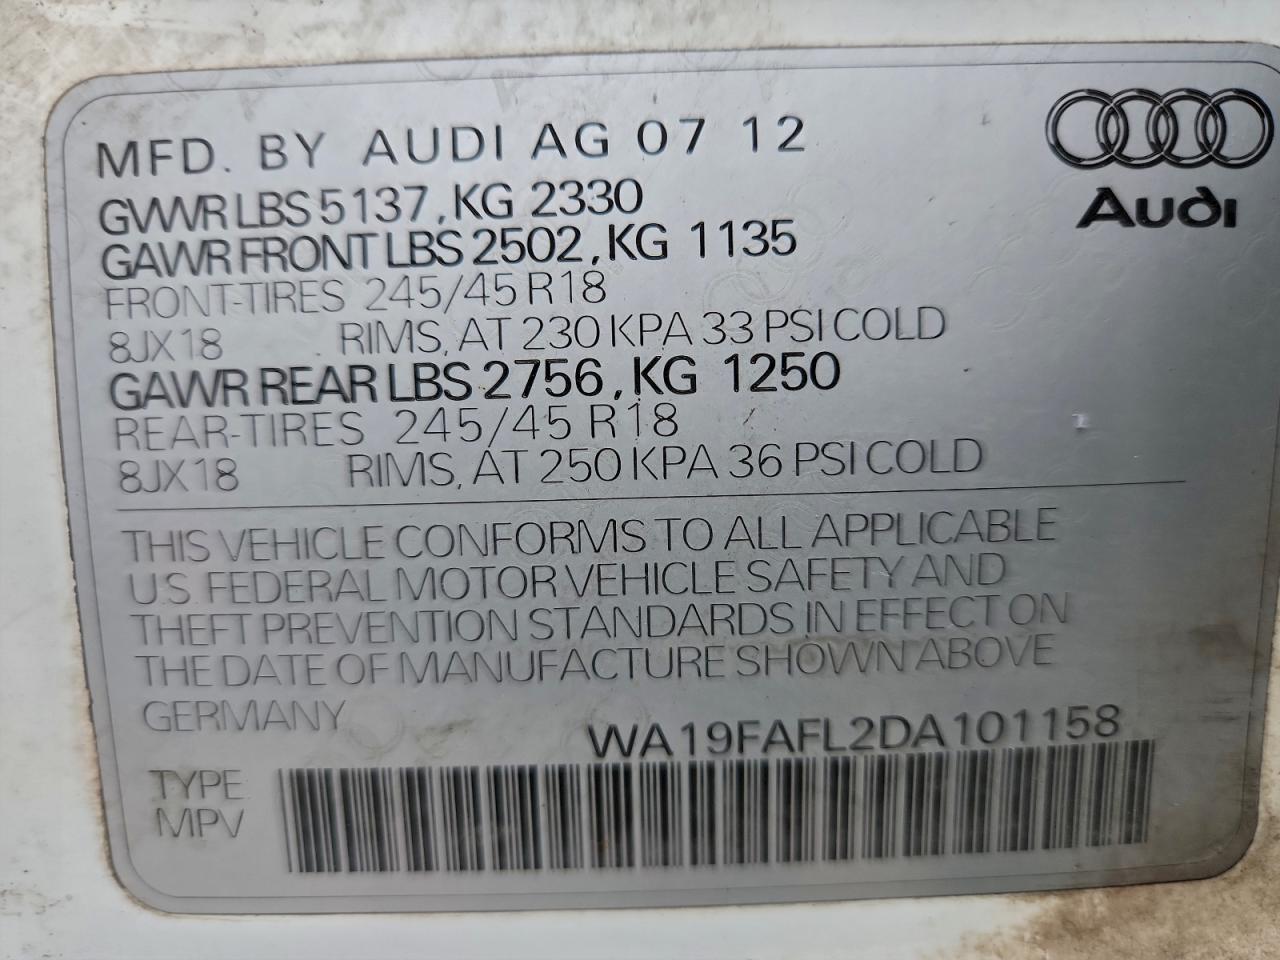 MFD. BY AUDI AG 07 12
Audi
GVWR LBS 5137, KG 2330
GAWR FRONT LBS 2502, KG 1135
FRONT-TIRES 245/45 R18
8JX18 RIMS, AT 230 KPA 33 PSI COLD
GAWR REAR LBS 2756, KG 1250
REAR-TIRES 245/45 R18
8JX18 RIMS, AT 250 KPA 36 PSI COLD
THIS VEHICLE CONFORMS TO ALL APPLICABLE
U.S. FEDERAL MOTOR VEHICLE SAFETY AND
THEFT PREVENTION STANDARDS IN EFFECT ON
THE DATE OF MANUFACTURE SHOWN ABOVE
GERMANY
WA19FAFL2DA101158
TYPE
MPV